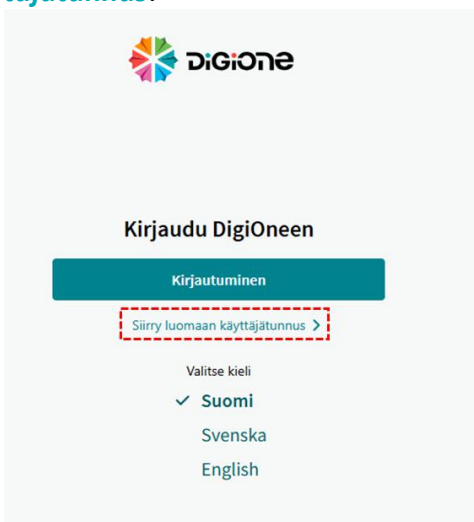 DIGIONE
Kirjaudu DigiOneen
Kirjautuminen
Siirry luomaan käyttäjätunnus
Valitse kieli
Suomi
Svenska
English